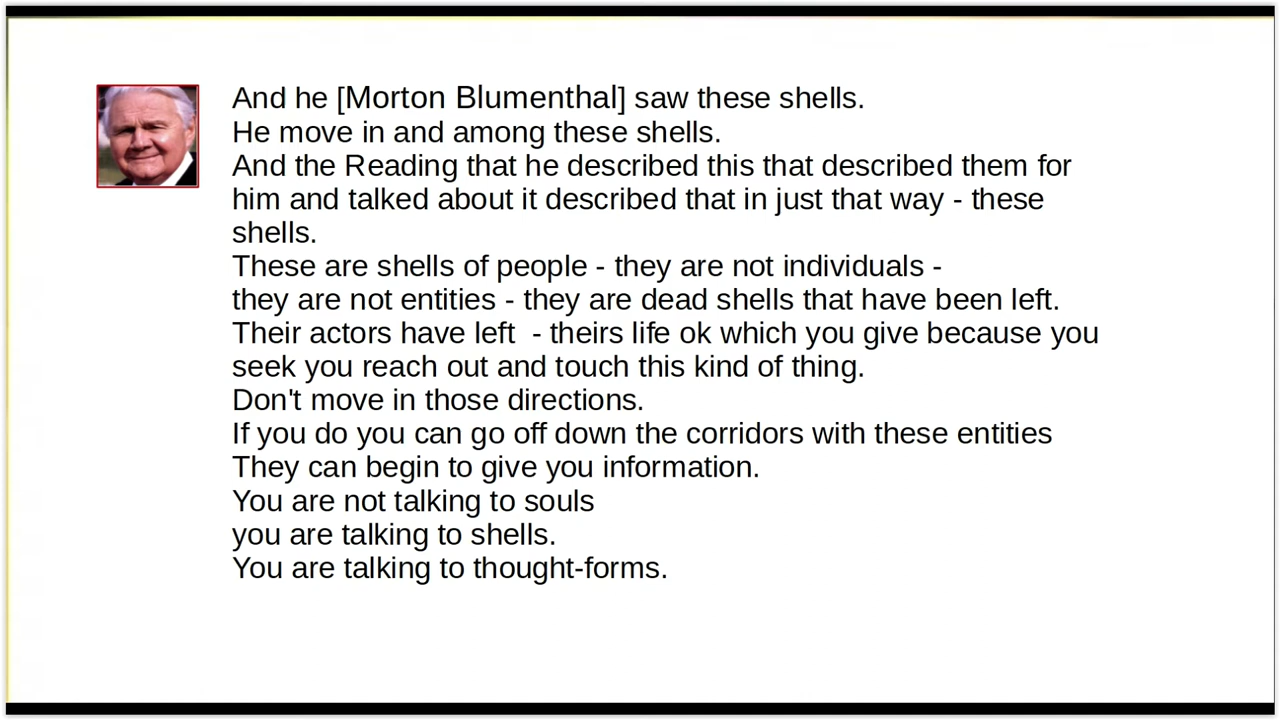 And he [Morton Blumenthal] saw these shells.
He move in and among these shells.
And the Reading that he described this that described them for
him and talked about it described that in just that way - these
shells.
These are shells of people - they are not individuals -
they are not entities - they are dead shells that have been left.
Their actors have left  - theirs life ok which you give because you
seek you reach out and touch this kind of thing.
Don't move in those directions.
If you do you can go off down the corridors with these entities
They can begin to give you information.
You are not talking to souls
you are talking to shells.
You are talking to thought-forms.